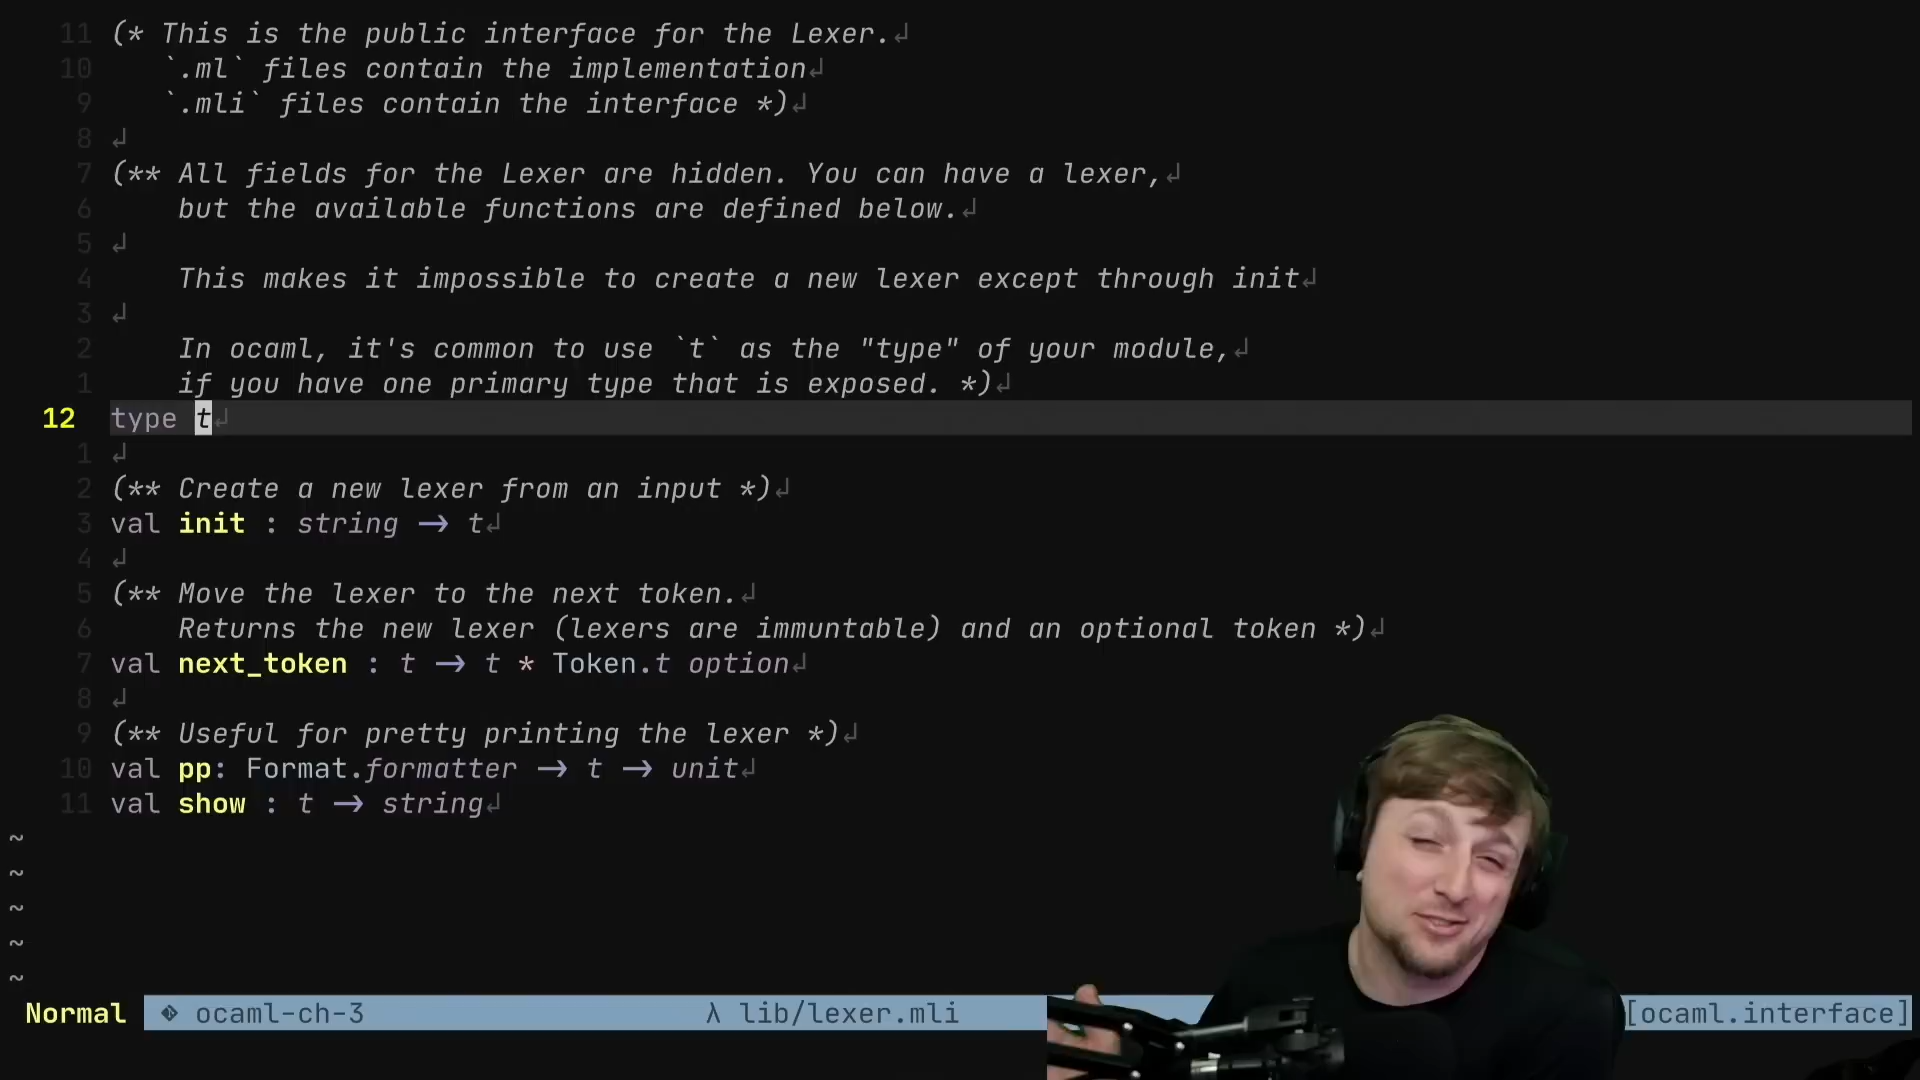 11 (* This is the public interface for the Lexer.↲
10 `.ml` files contain the implementation↲
9 `.mli` files contain the interface *)↲
8 ↲
7 (** All fields for the Lexer are hidden. You can have a lexer,↲
6 but the available functions are defined below.↲
5 ↲
4 This makes it impossible to create a new lexer except through init↲
3 ↲
2 In ocaml, it's common to use `t` as the "type" of your module,↲
1 if you have one primary type that is exposed. *)↲
12 type t↲
1 ↲
2 (** Create a new lexer from an input *)↲
3 val init : string → t↲
4 ↲
5 (** Move the lexer to the next token.↲
6 Returns the new lexer (lexers are immuntable) and an optional token *)↲
7 val next_token : t → t * Token.t option↲
8 ↲
9 (** Useful for pretty printing the lexer *)↲
10 val pp: Format.formatter → t → unit↲
11 val show : t → string↲
~
~
~
~
~
Normal ocaml-ch-3 λ lib/lexer.mli [ocaml.interface]